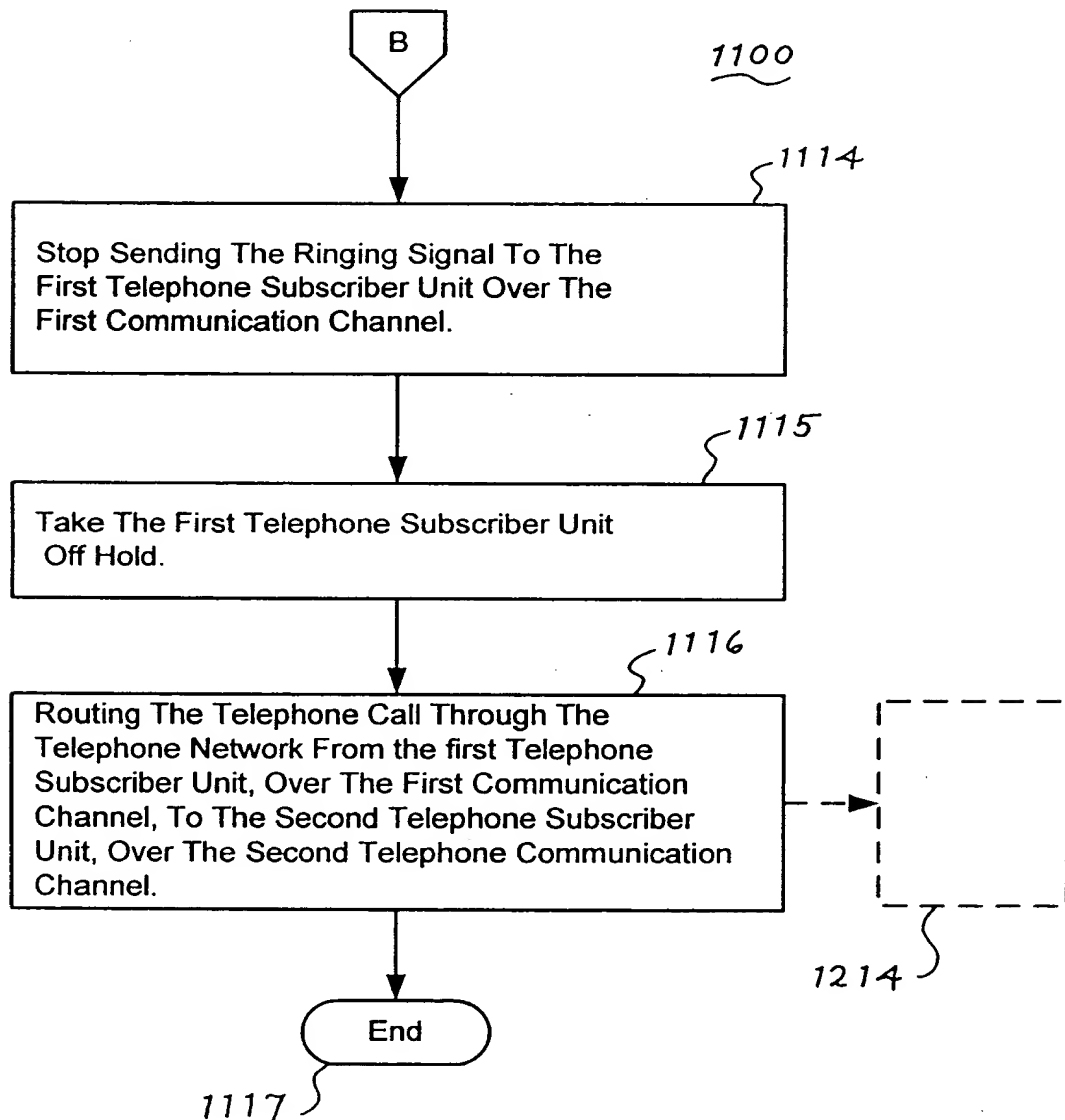 B
1100
1114
Stop Sending The Ringing Signal To The
First Telephone Subscriber Unit Over The
First Communication Channel.
1115
Take The First Telephone Subscriber Unit
Off Hold.
1116
Routing The Telephone Call Through The
Telephone Network From the first Telephone
Subscriber Unit, Over The First Communication
Channel, To The Second Telephone Subscriber
Unit, Over The Second Telephone Communication
Channel.
1214
End
1117